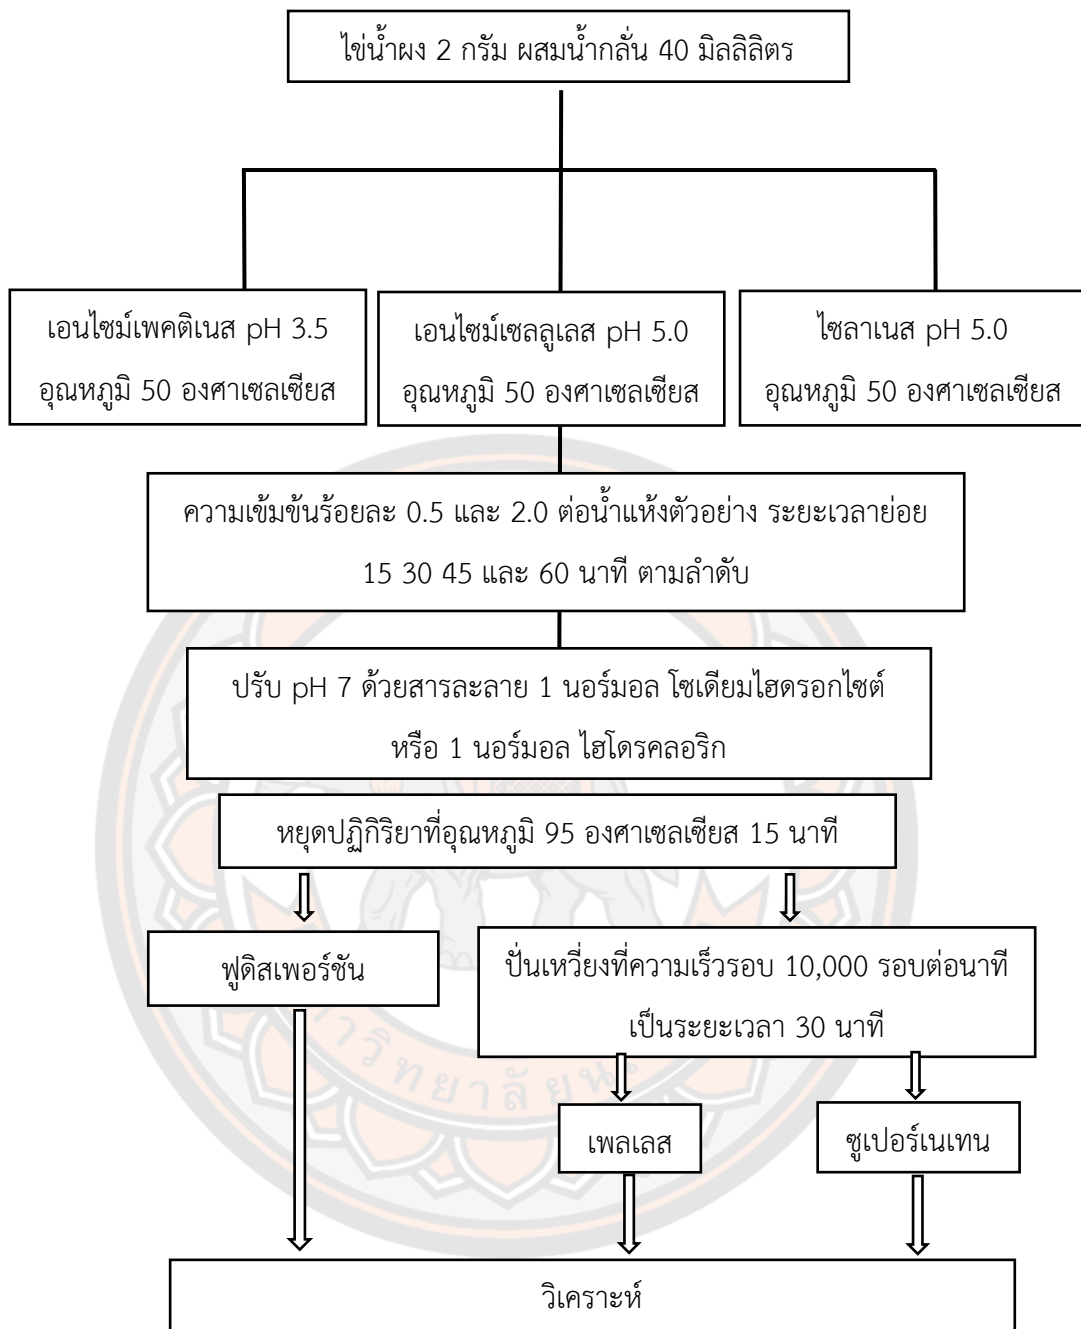 ไข่น้ำผง 2 กรัม ผสมน้ำกลั่น 40 มิลลิลิตร
เอนไซม์เพคติเนส pH 3.5
อุณหภูมิ 50 องศาเซลเซียส
เอนไซม์เซลลูเลส pH 5.0
อุณหภูมิ 50 องศาเซลเซียส
ไซลาเนส pH 5.0
อุณหภูมิ 50 องศาเซลเซียส
ความเข้มข้นร้อยละ 0.5 และ 2.0 ต่อน้ำแห้งตัวอย่าง ระยะเวลาย่อย
15 30 45 และ 60 นาที ตามลำดับ
ปรับ pH 7 ด้วยสารละลาย 1 นอร์มอล โซเดียมไฮดรอกไซต์
หรือ 1 นอร์มอล ไฮโดรคลอริก
หยุดปฏิกิริยาที่อุณหภูมิ 95 องศาเซลเซียส 15 นาที
ฟูดิสเพอร์ชัน
ปั่นเหวี่ยงที่ความเร็วรอบ 10,000 รอบต่อนาที
เป็นระยะเวลา 30 นาที
เพลเลส
ซูเปอร์เนเทน
วิเคราะห์